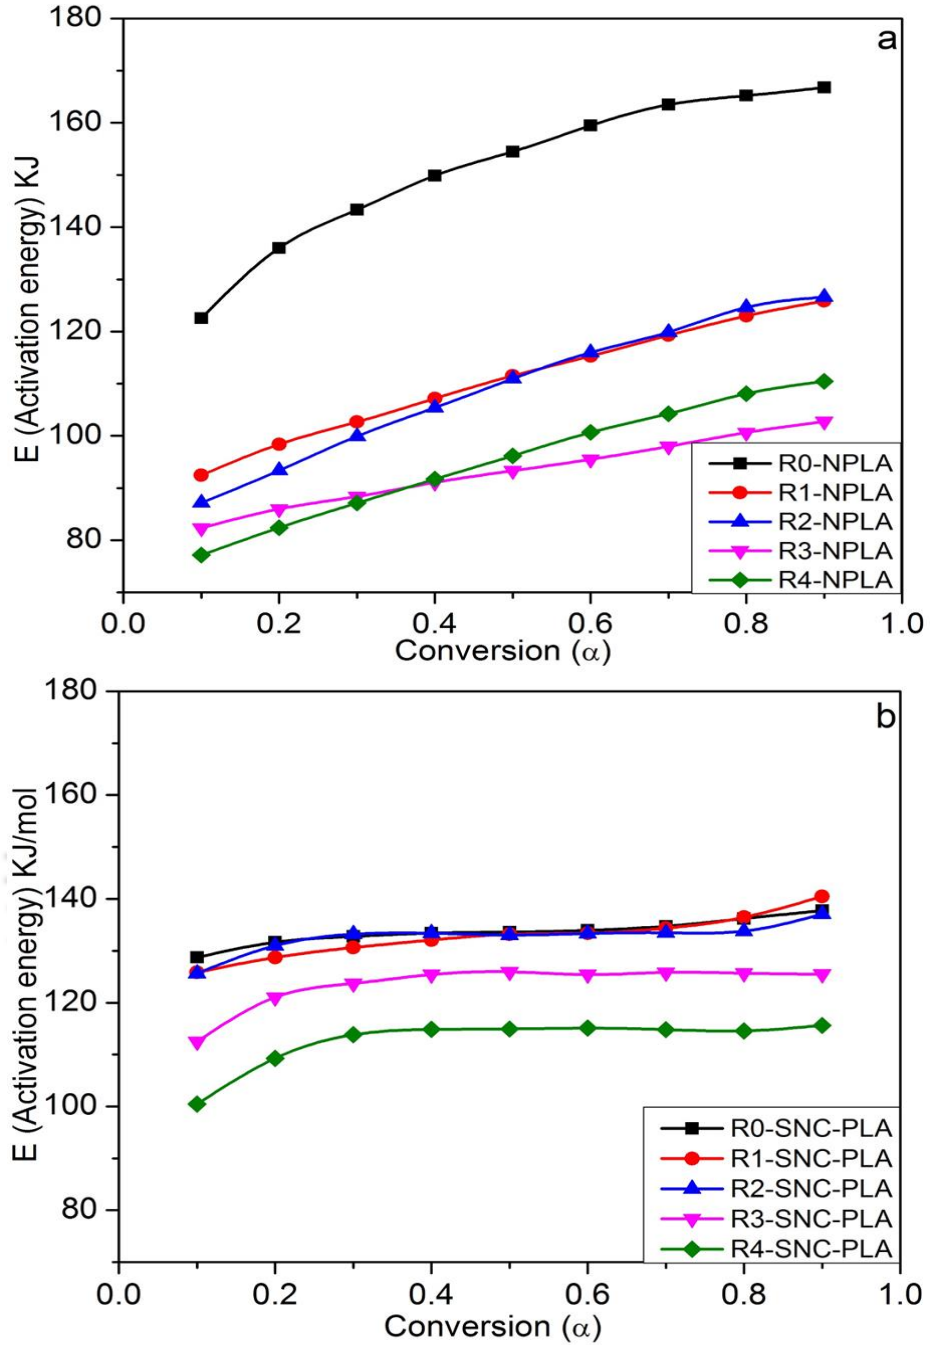 a
E (Activation energy) KJ
180
160
140
120
100
80
0.0 0.2 0.4 0.6 0.8 1.0
Conversion (α)
R0-NPLA
R1-NPLA
R2-NPLA
R3-NPLA
R4-NPLA
b
E (Activation energy) KJ/mol
180
160
140
120
100
80
0.0 0.2 0.4 0.6 0.8 1.0
Conversion (α)
R0-SNC-PLA
R1-SNC-PLA
R2-SNC-PLA
R3-SNC-PLA
R4-SNC-PLA